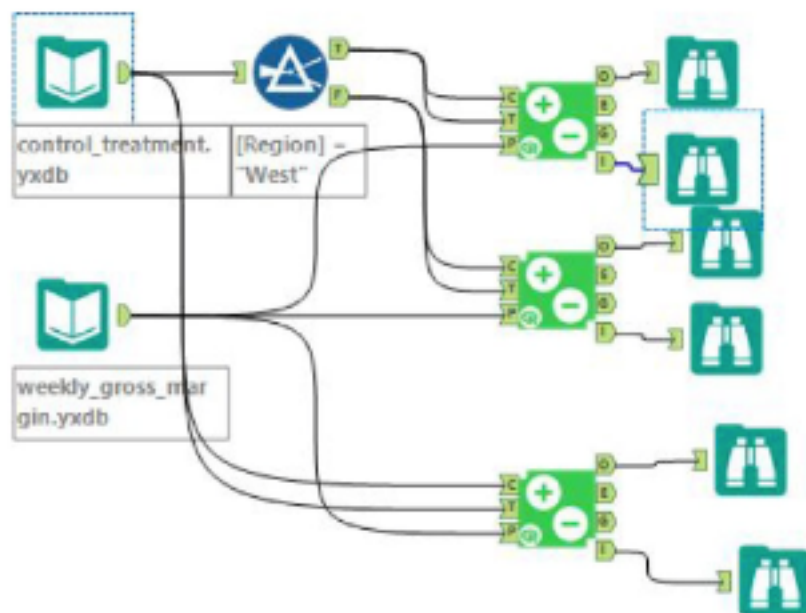 T
F
control_treatment.
yxdb
[Region] =
"West"
C
T
P
O
E
G
I
C
T
P
O
E
G
I
weekly_gross_mar
gin.yxdb
C
T
P
O
E
G
I